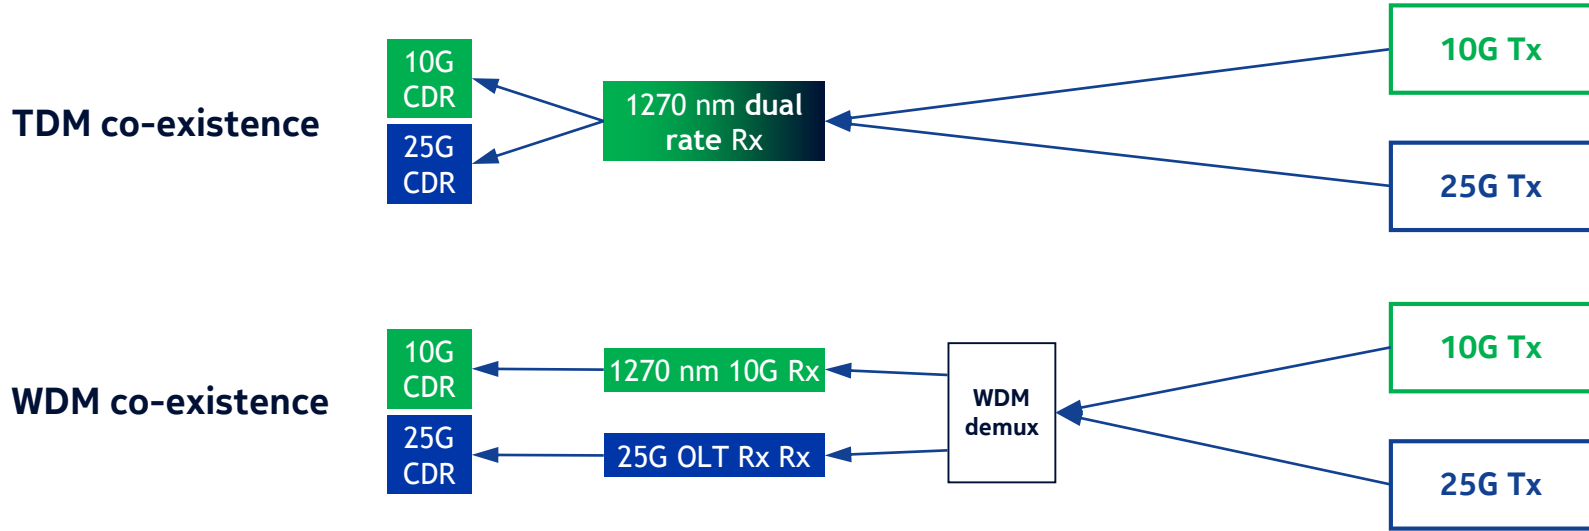 TDM co-existence
10G
CDR
25G
CDR
1270 nm dual
rate Rx
10G Tx
25G Tx
WDM co-existence
10G
CDR
25G
CDR
1270 nm 10G Rx
25G OLT Rx Rx
WDM
demux
10G Tx
25G Tx